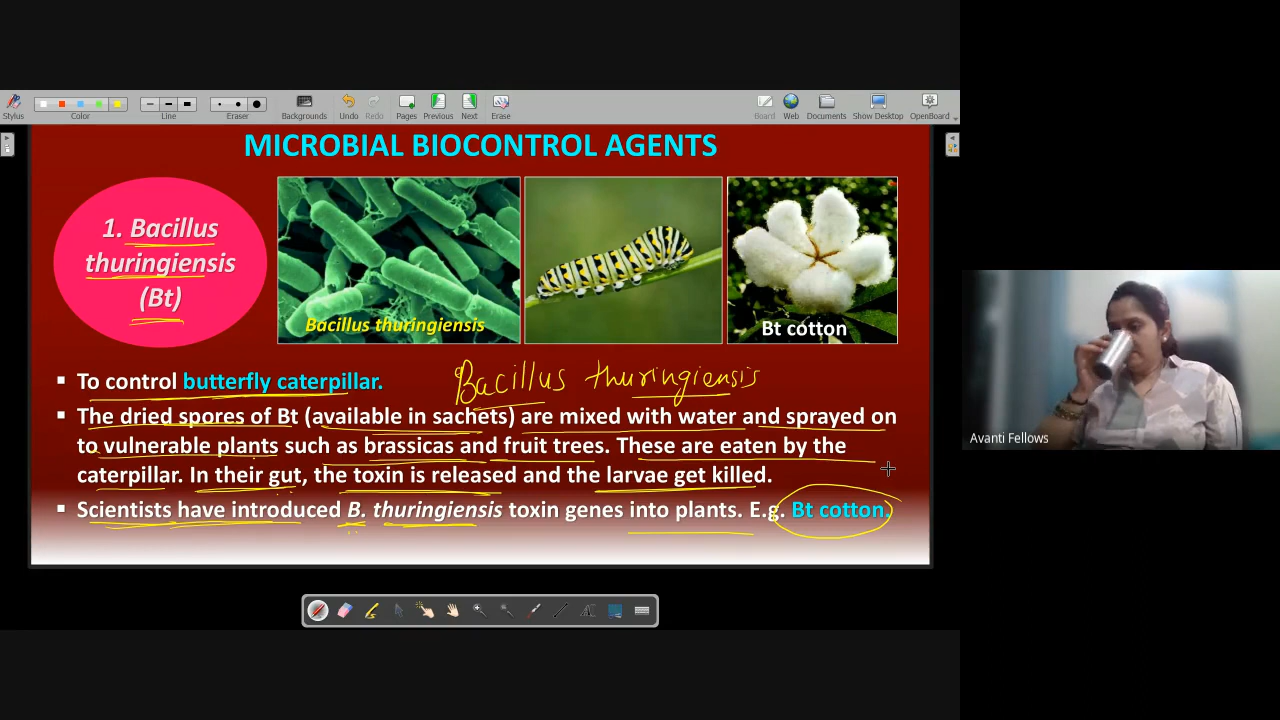 Stylus
Color
Line
Eraser
Backgrounds
Undo
Redo
Pages
Previous
Next
Erase
Board
Web
Documents
Show Desktop
OpenBoard
MICROBIAL BIOCONTROL AGENTS
1. Bacillus
thuringiensis
(Bt)
Bacillus thuringiensis
Bt cotton
▪ To control butterfly caterpillar.
Bacillus thuringiensis
▪ The dried spores of Bt (available in sachets) are mixed with water and sprayed on
to vulnerable plants such as brassicas and fruit trees. These are eaten by the
caterpillar. In their gut, the toxin is released and the larvae get killed.
▪ Scientists have introduced B. thuringiensis toxin genes into plants. E.g. Bt cotton.
Avanti Fellows